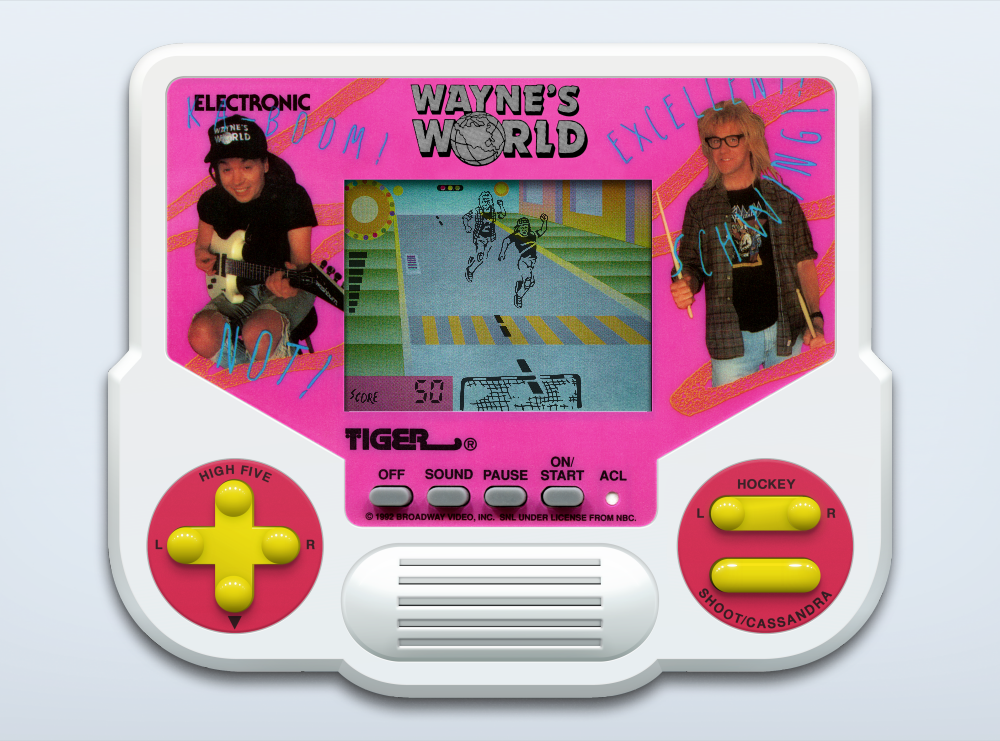 ELECTRONIC
KA-BOOM!
WAYNE'S
WORLD
WAYNE'S
WORLD
EXCELLENT!
SCHWING!
NOT!
SCORE 50
TIGER®
OFF SOUND PAUSE ON/START ACL
© 1992 BROADWAY VIDEO, INC. SNL UNDER LICENSE FROM NBC.
HIGH FIVE
L R
HOCKEY
L R
SHOOT/CASSANDRA